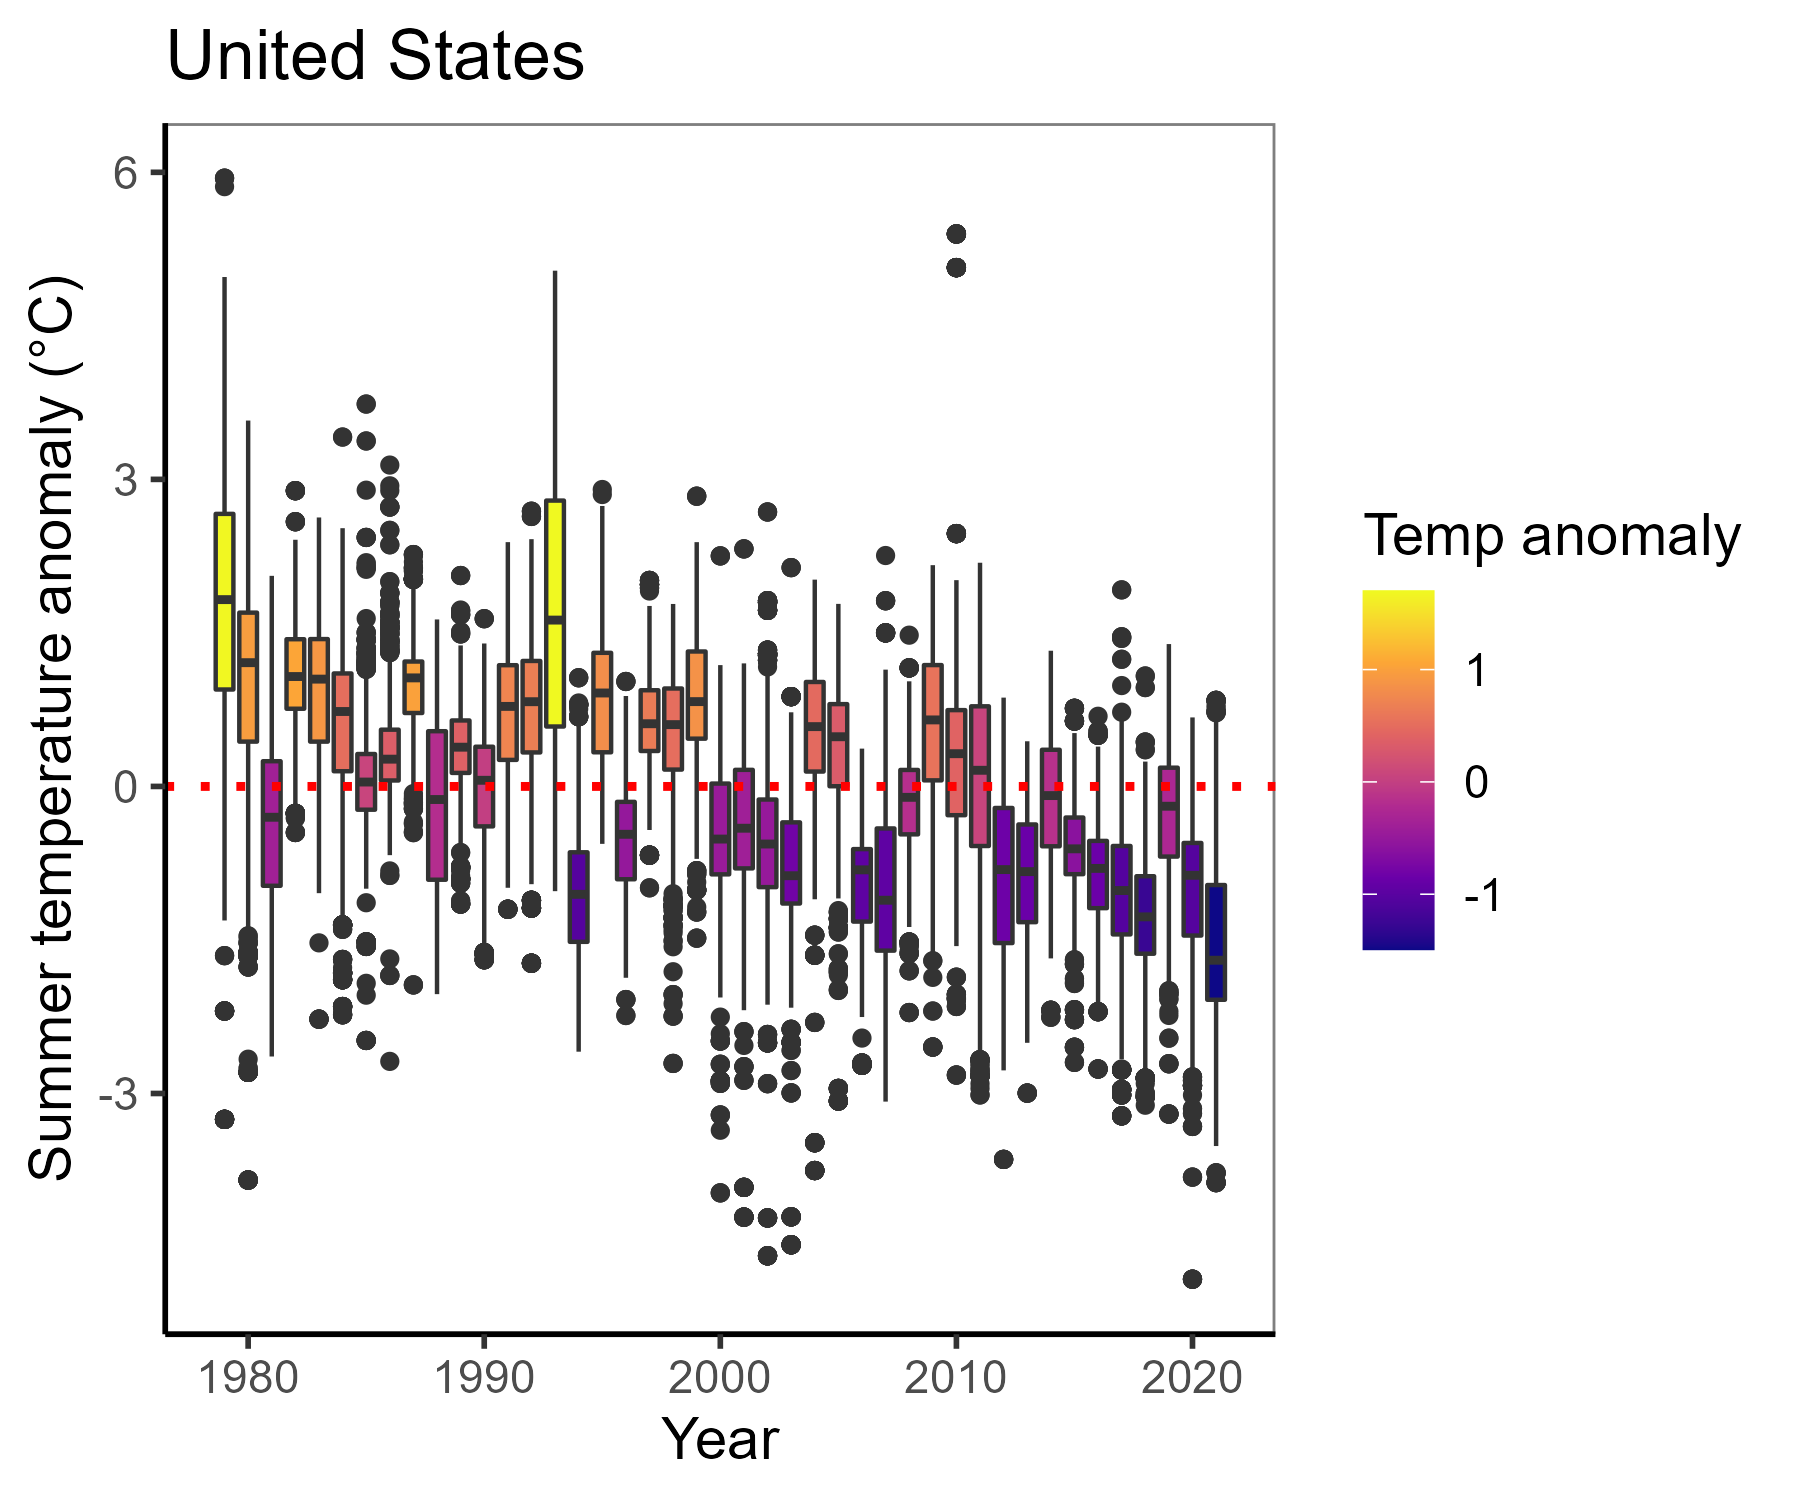 United States
Summer temperature anomaly (°C)
6
3
0
-3
1980 1990 2000 2010 2020
Year
Temp anomaly
1
0
-1